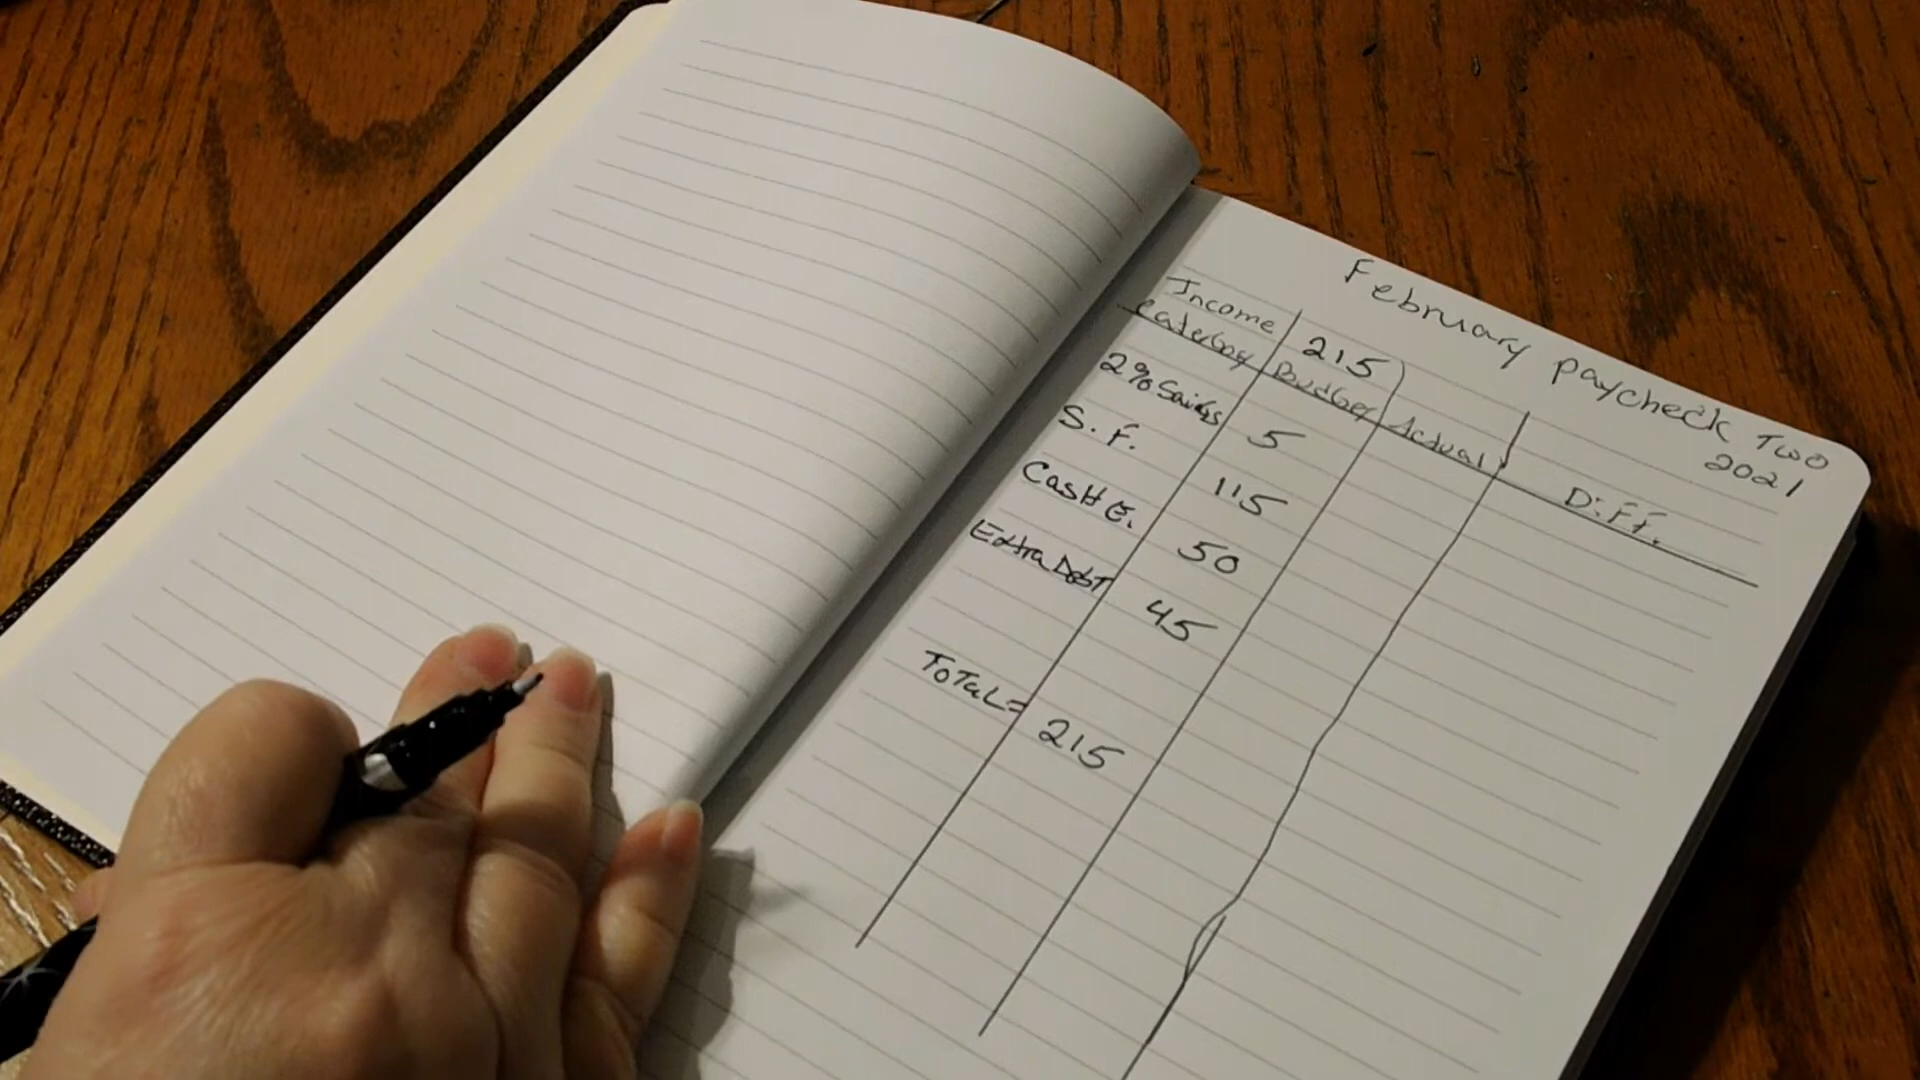 February paycheck Two
2021
Income 215
Category Budget Actual Diff.
2% Savings 5
S. F. 115
Cash E. 50
Extra Debt 45
Total= 215